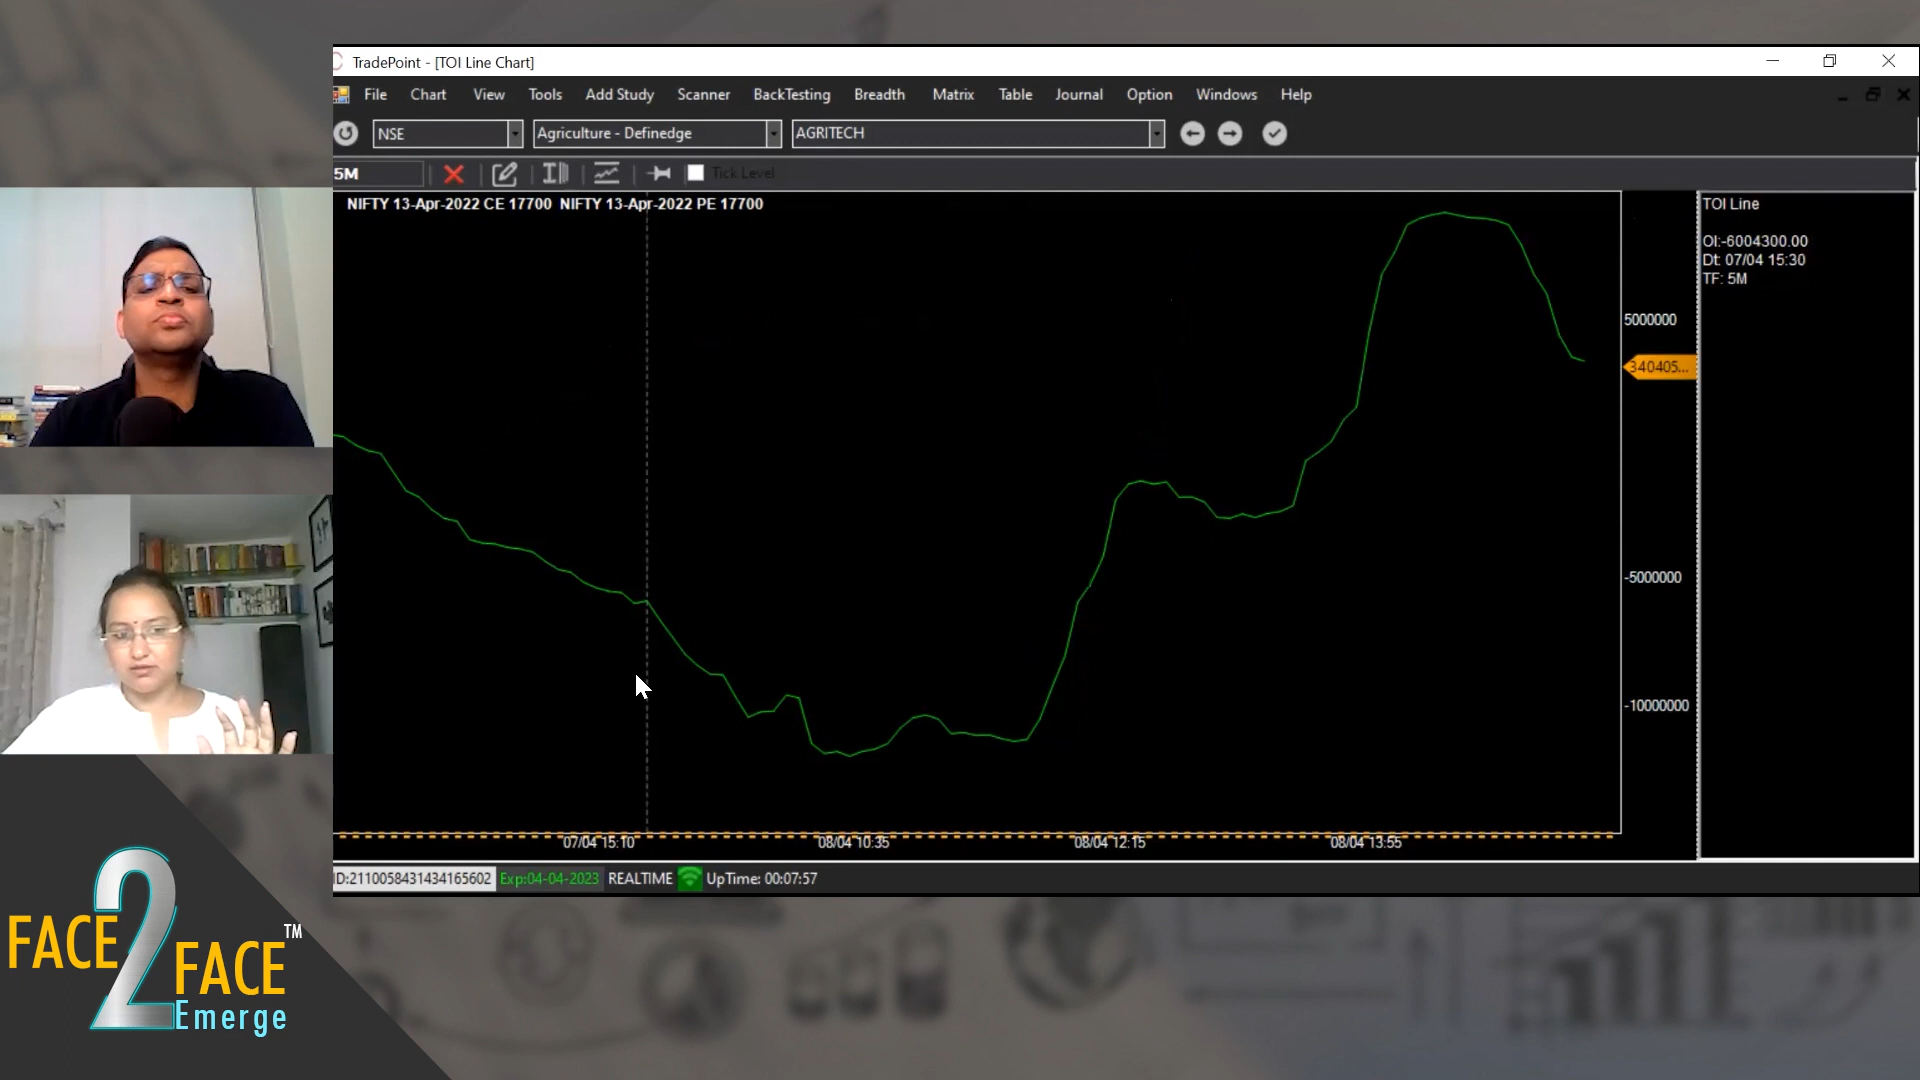 TradePoint - [TOI Line Chart]
File Chart View Tools Add Study Scanner BackTesting Breadth Matrix Table Journal Option Windows Help
NSE Agriculture - Definedge AGRITECH
5M Tick Level
NIFTY 13-Apr-2022 CE 17700 NIFTY 13-Apr-2022 PE 17700
TOI Line
OI:-6004300.00
Dt: 07/04 15:30
TF: 5M
5000000
340405...
-5000000
-10000000
07/04 15:10 08/04 10:35 08/04 12:15 08/04 13:55
ID:2110058431434165602 Exp:04-04-2023 REALTIME UpTime: 00:07:57
FACE 2 FACE TM
Emerge